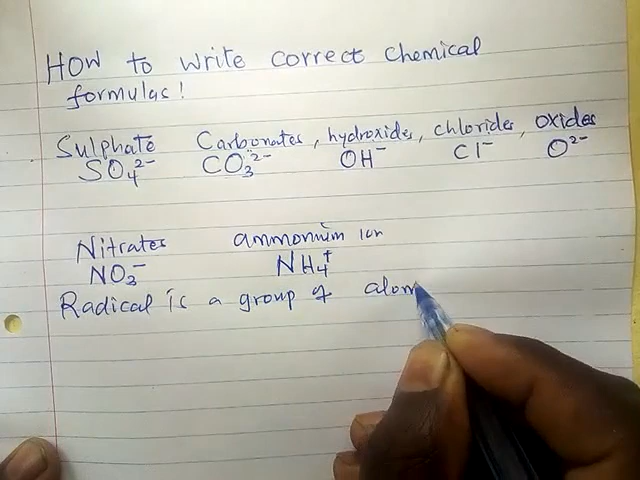 How to write correct chemical
formulas!
Sulphate Carbonates, hydroxides, chlorides, oxides
SO₄²⁻ CO₃²⁻ OH⁻ Cl⁻ O²⁻
Nitrates ammonium ion
NO₃⁻ NH₄⁺
Radical is a group of atom